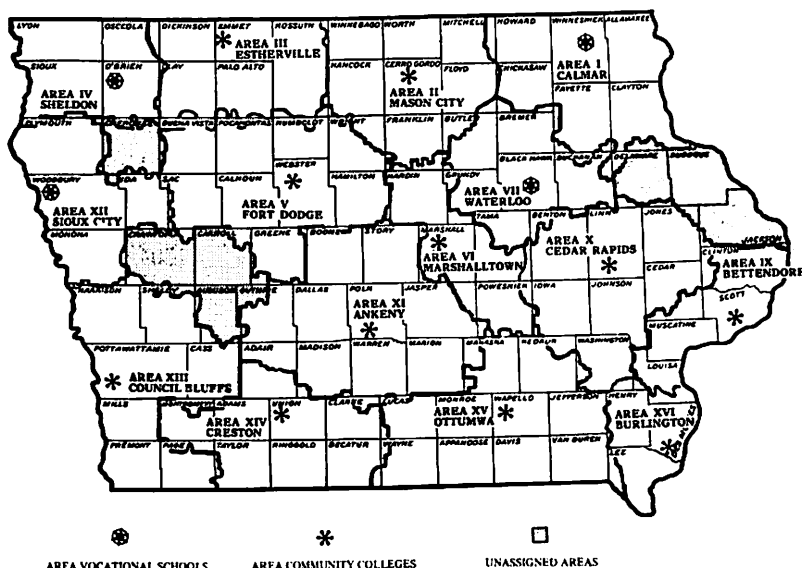 LYON OSCEOLA DICKINSON EMMET KOSSUTH WINNEBAGO WORTH MITCHELL HOWARD WINNESHIEK ALLAMAKEE
AREA III
ESTHERVILLE
SIOUX O'BRIEN CLAY PALO ALTO HANCOCK CERRO GORDO FLOYD CHICKASAW
AREA I
CALMAR
AREA IV
SHELDON
AREA II
MASON CITY
FAYETTE CLAYTON
PLYMOUTH CHEROKEE BUENA VISTA POCAHONTAS HUMBOLDT WRIGHT FRANKLIN BUTLER BREMER
BLACK HAWK BUCHANAN DELAWARE DUBUQUE
WOODBURY IDA SAC CALHOUN WEBSTER HAMILTON HARDIN GRUNDY
AREA XII
SIOUX CITY
AREA V
FORT DODGE
AREA VII
WATERLOO
TAMA BENTON LINN JONES JACKSON
MONONA CRAWFORD CARROLL GREENE BOONE STORY MARSHALL
AREA VI
MARSHALLTOWN
AREA X
CEDAR RAPIDS
CLINTON
AREA IX
BETTENDORF
CEDAR
SCOTT
HARRISON SHELBY AUDUBON GUTHRIE DALLAS POLK JASPER POWESHIEK IOWA JOHNSON
AREA XI
ANKENY
MUSCATINE
POTTAWATTAMIE CASS ADAIR MADISON WARREN MARION MAHASKA KEOKUK WASHINGTON
LOUISA
AREA XIII
COUNCIL BLUFFS
MILLS MONTGOMERY ADAMS UNION CLARKE LUCAS MONROE WAPELLO JEFFERSON HENRY
AREA XIV
CRESTON
AREA XV
OTTUMWA
AREA XVI
BURLINGTON
DES MOINES
FREMONT PAGE TAYLOR RINGGOLD DECATUR WAYNE APPANOOSE DAVIS VAN BUREN LEE
AREA VOCATIONAL SCHOOLS AREA COMMUNITY COLLEGES UNASSIGNED AREAS